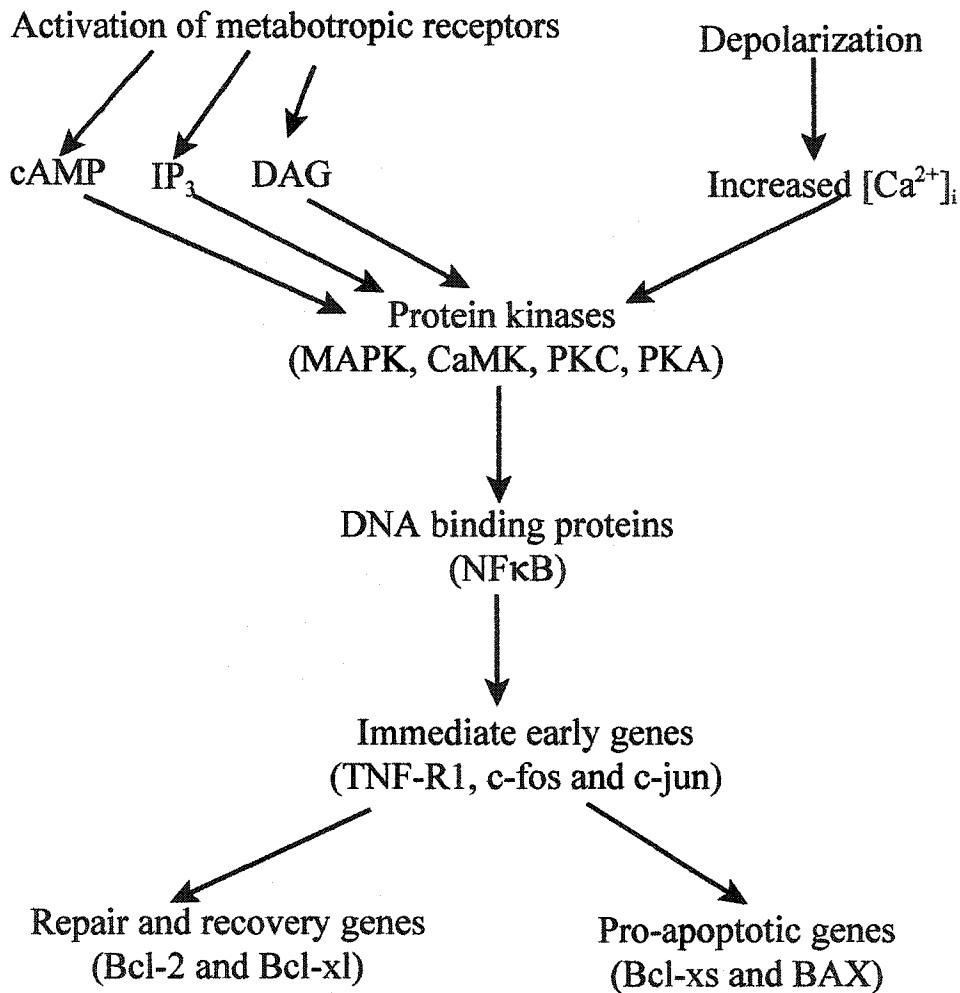 Activation of metabotropic receptors
Depolarization
cAMP
IP₃
DAG
Increased [Ca²⁺]ᵢ
Protein kinases
(MAPK, CaMK, PKC, PKA)
DNA binding proteins
(NFκB)
Immediate early genes
(TNF-R1, c-fos and c-jun)
Repair and recovery genes
(Bcl-2 and Bcl-xl)
Pro-apoptotic genes
(Bcl-xs and BAX)